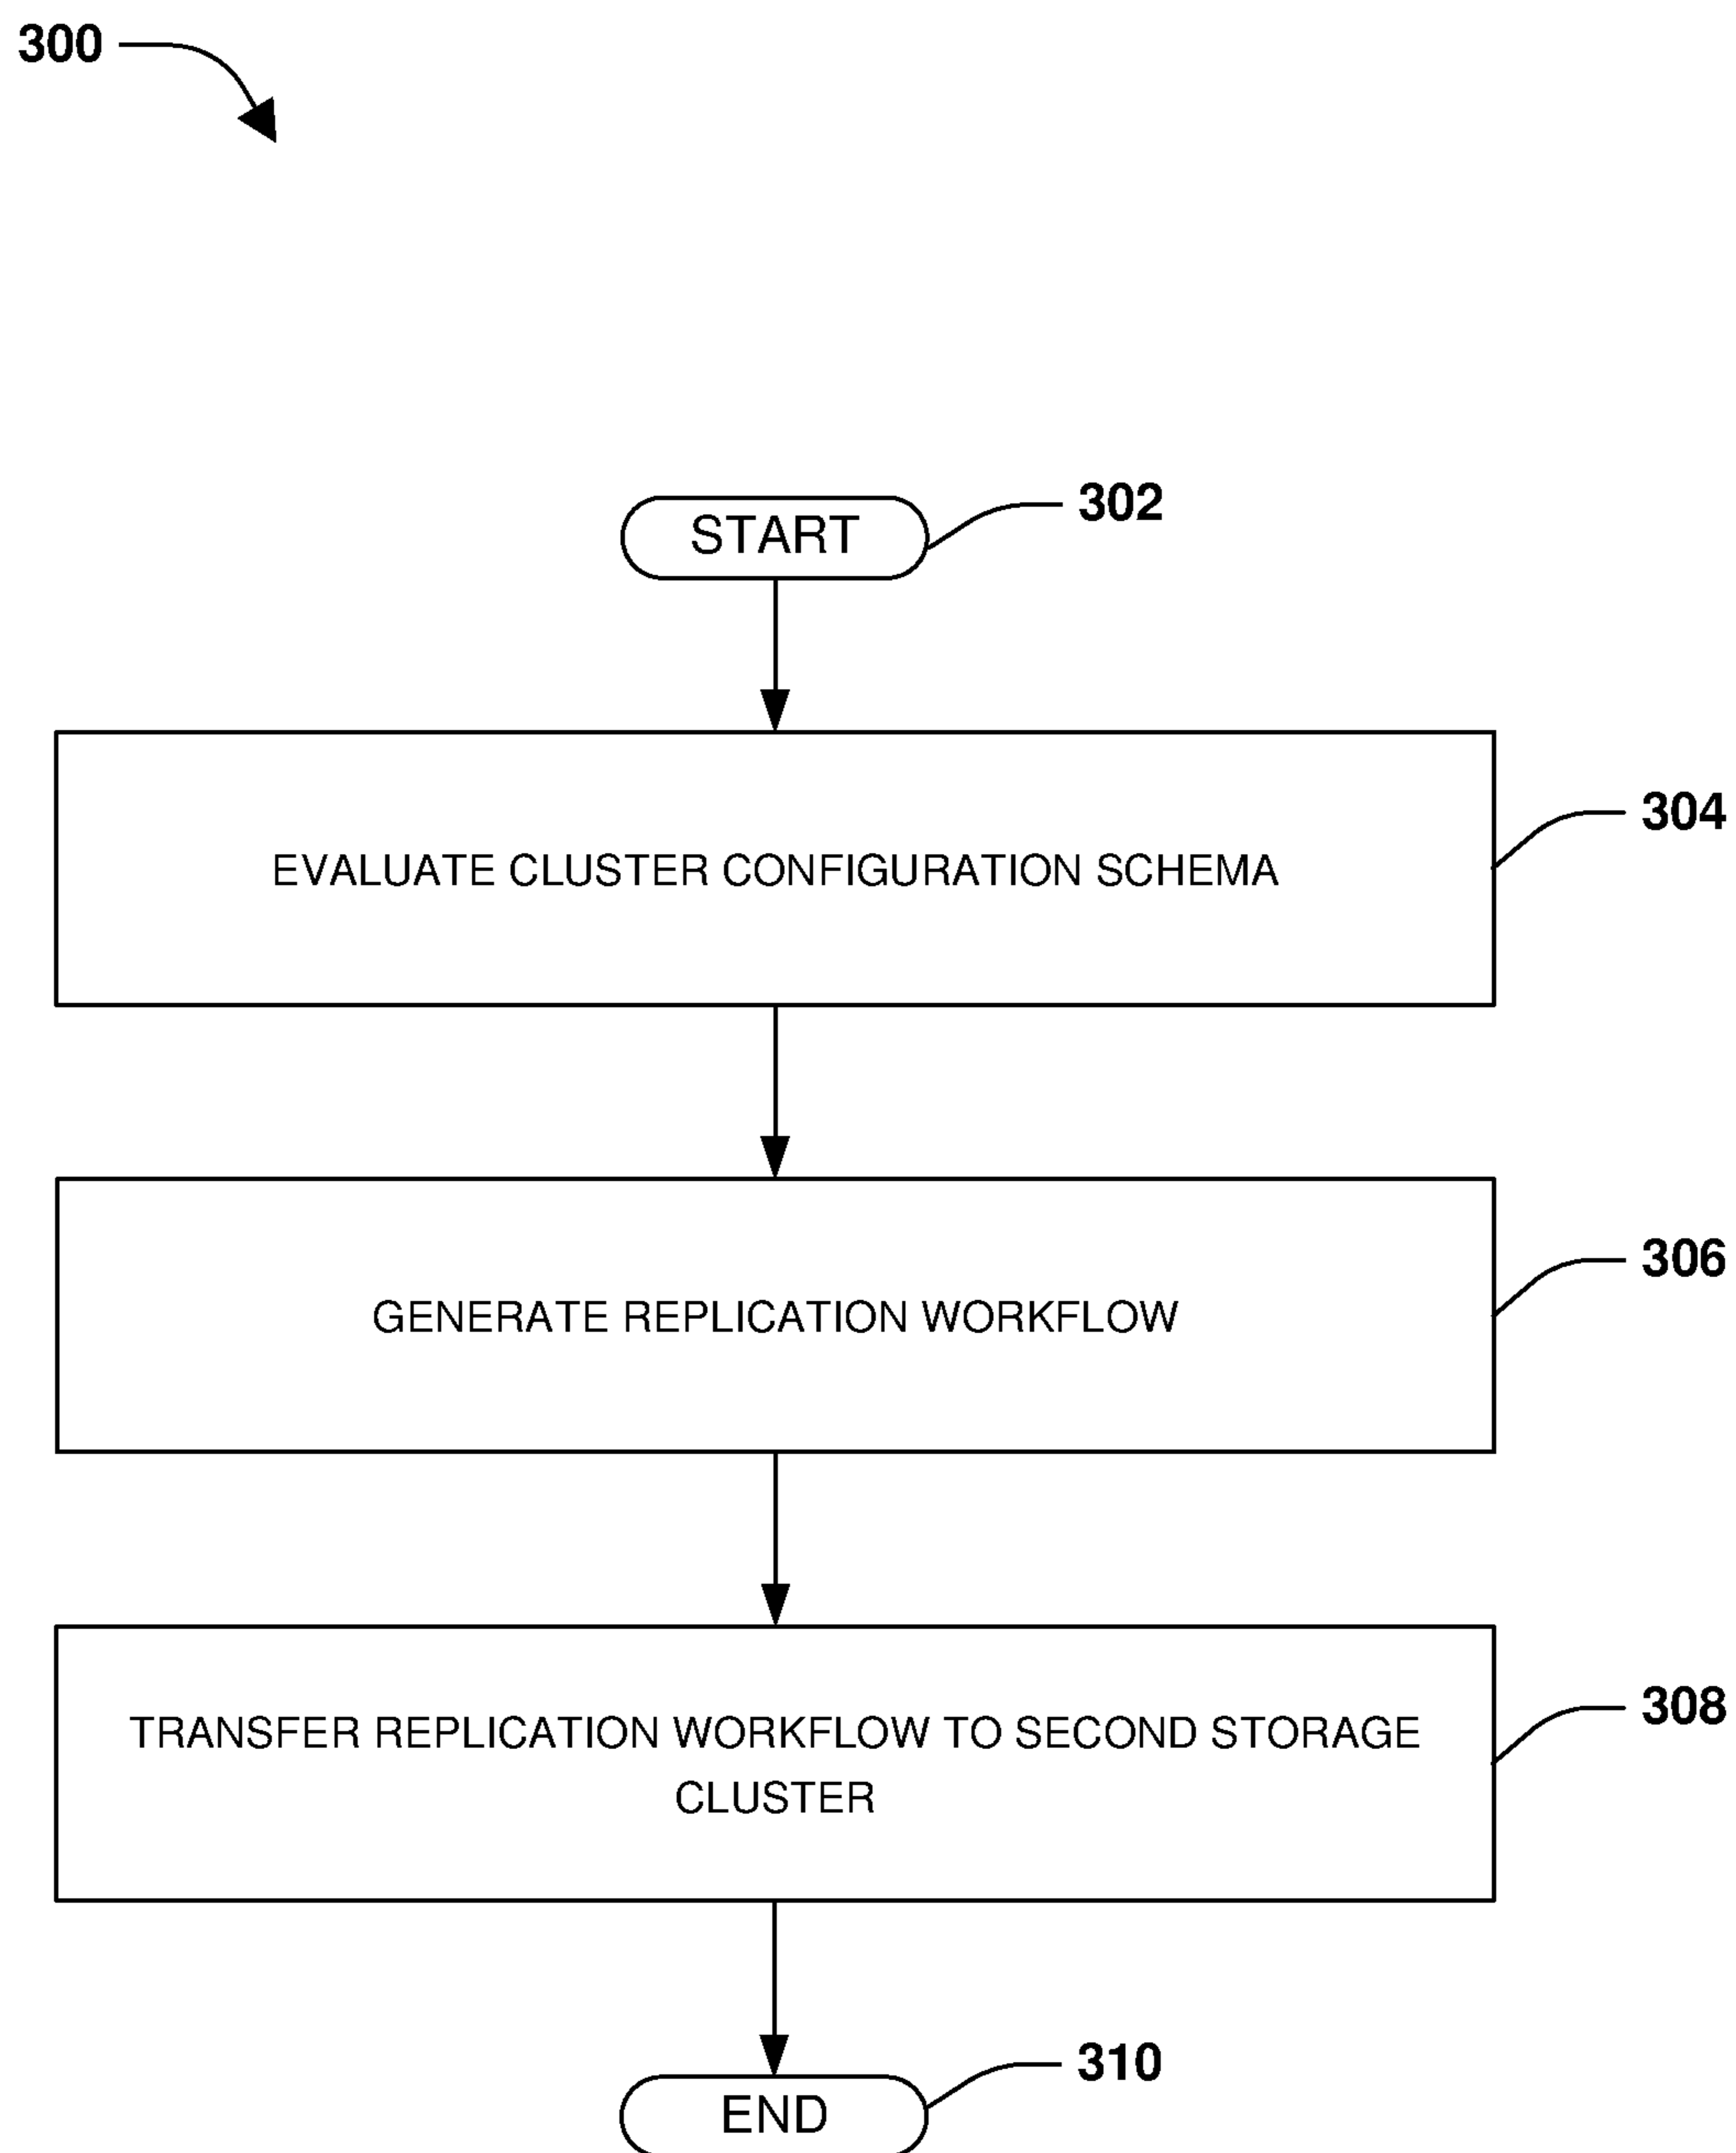 300
START
302
EVALUATE CLUSTER CONFIGURATION SCHEMA
304
GENERATE REPLICATION WORKFLOW
306
TRANSFER REPLICATION WORKFLOW TO SECOND STORAGE
CLUSTER
308
END
310